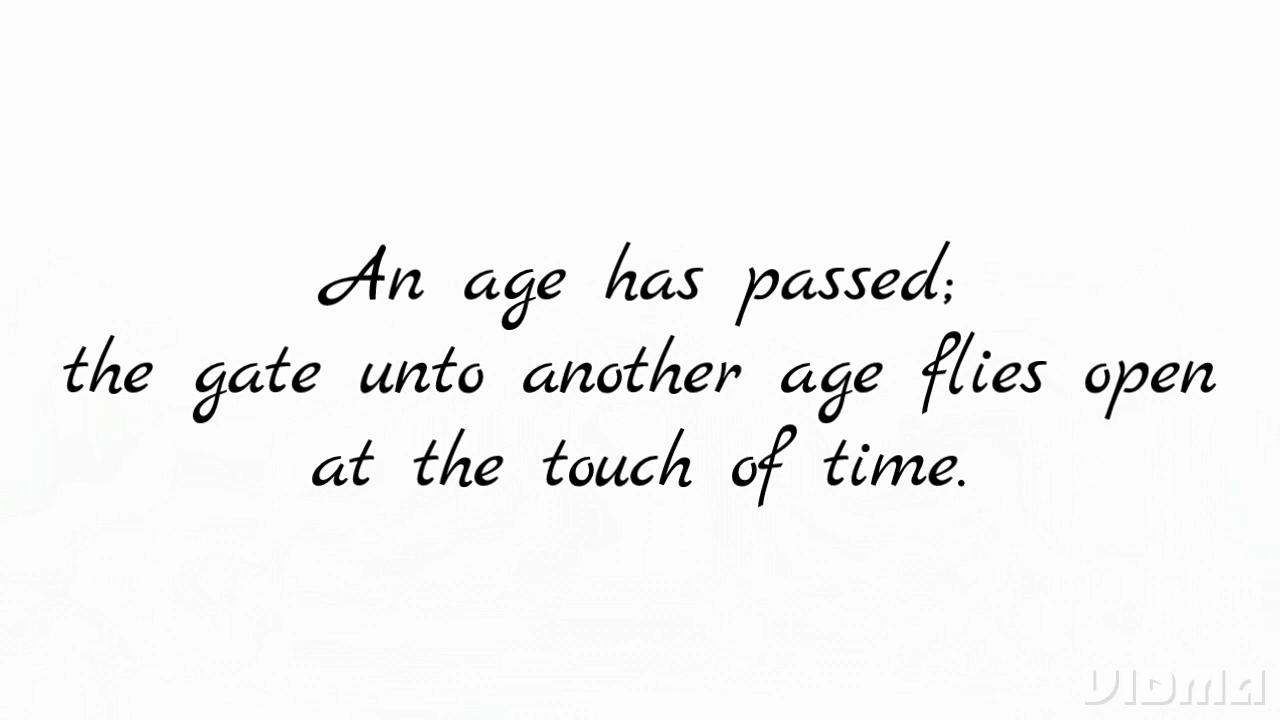 An age has passed;
the gate unto another age flies open
at the touch of time.
VIDMA